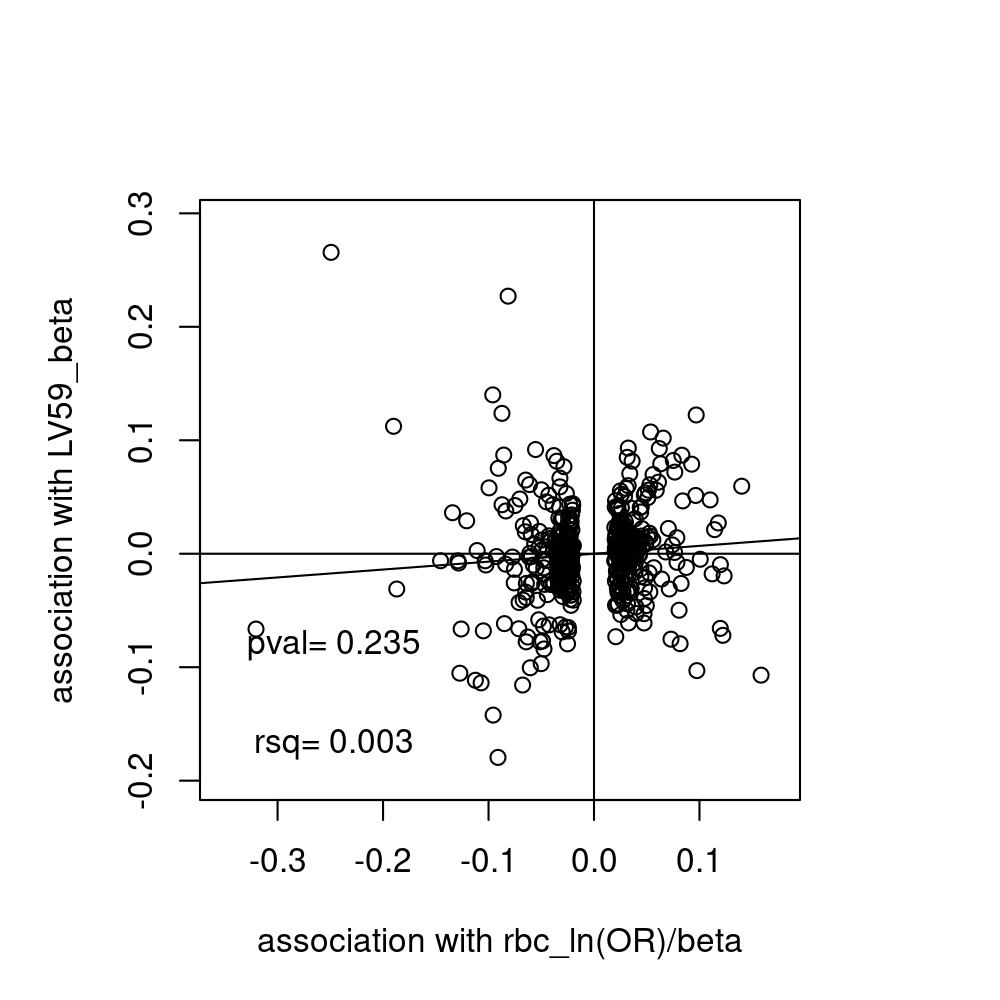 0.3
0.2
0.1
0.0
-0.1
-0.2
association with LV59_beta
pval= 0.235
rsq= 0.003
-0.3 -0.2 -0.1 0.0 0.1
association with rbc_ln(OR)/beta